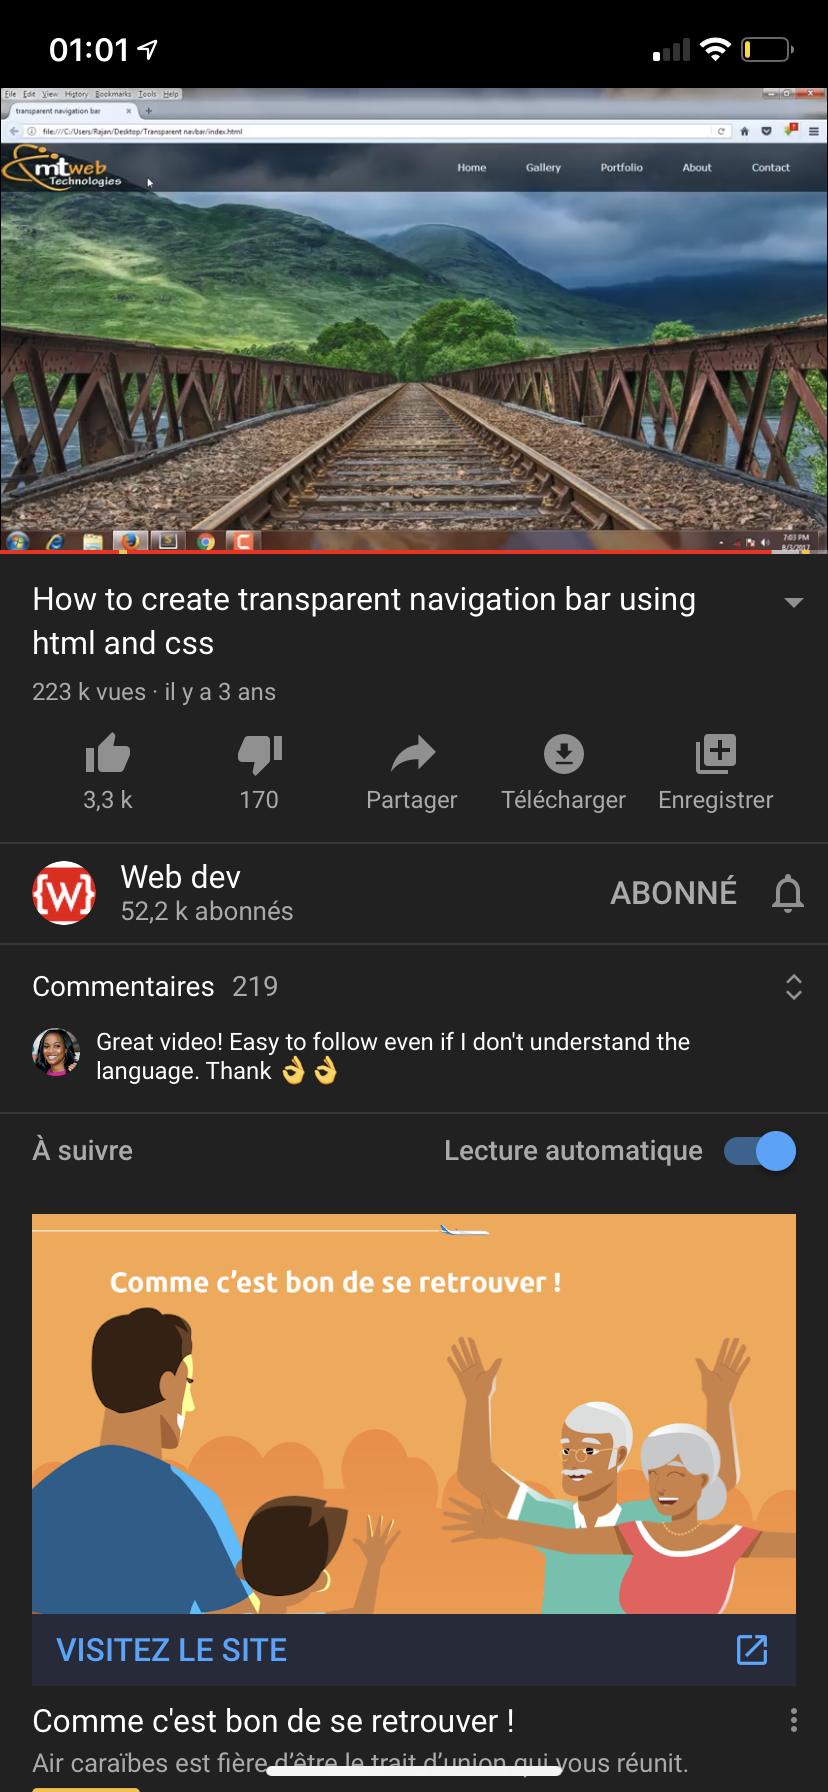 01:01
File Edit View History Bookmarks Tools Help
transparent navigation bar
file:///C:/Users/Rajan/Desktop/Transparent navbar/index.html
mtweb
Technologies
Home Gallery Portfolio About Contact
7:03 PM
8/3/2017
How to create transparent navigation bar using
html and css
223 k vues · il y a 3 ans
3,3 k 170 Partager Télécharger Enregistrer
{W}
Web dev
52,2 k abonnés
ABONNÉ
Commentaires 219
Great video! Easy to follow even if I don't understand the
language. Thank 👌👌
À suivre
Lecture automatique
Comme c’est bon de se retrouver !
VISITEZ LE SITE
Comme c'est bon de se retrouver !
Air caraïbes est fière d’être le trait d’union qui vous réunit.